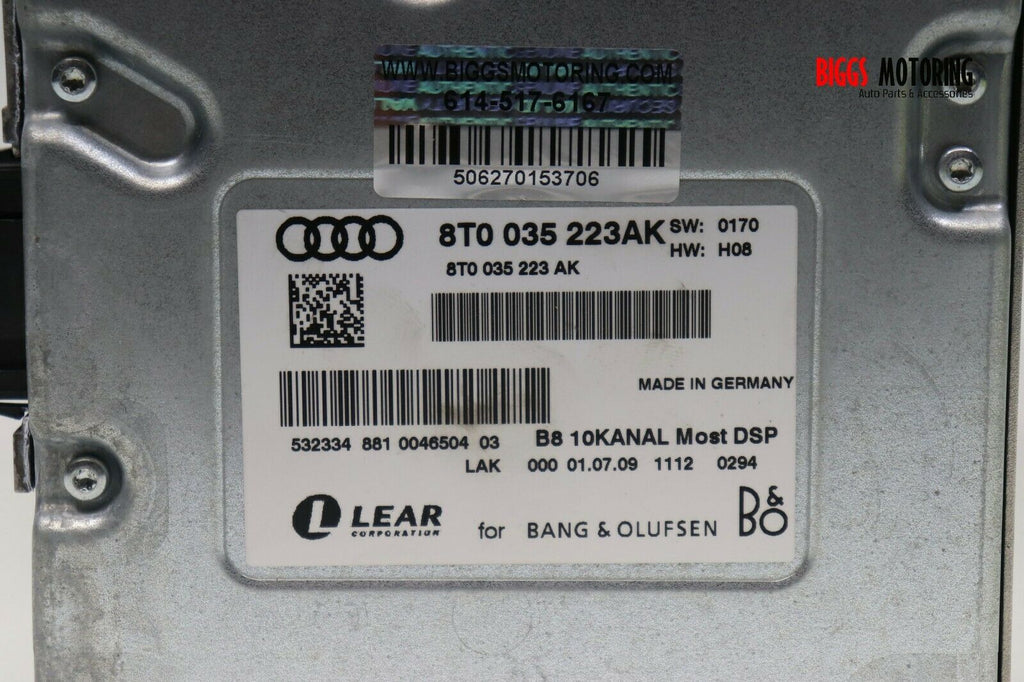 WWW.BIGGSMOTORING.COM
614-517-6167
506270153706
BIGGS MOTORING
Auto Parts & Accessories
8T0 035 223AK SW: 0170
HW: H08
8T0 035 223 AK
MADE IN GERMANY
532334 881 0046504 03 B8 10KANAL Most DSP
LAK 000 01.07.09 1112 0294
L LEAR
CORPORATION
for BANG & OLUFSEN B&O